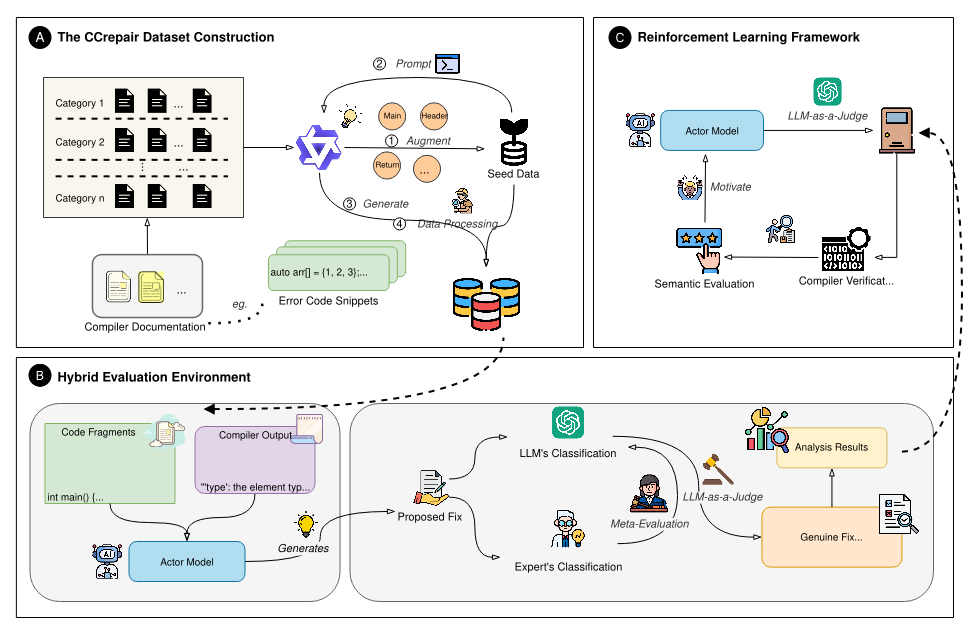 A The CCrepair Dataset Construction
Category 1
...
Category 2
...
...
Category n
② Prompt
Main
Header
① Augment
Return
...
Seed Data
③ Generate
④ Data Processing
auto arr[] = {1, 2, 3};...
Error Code Snippets
...
Compiler Documentation
eg.
C Reinforcement Learning Framework
AI
Actor Model
LLM-as-a-Judge
Motivate
Semantic Evaluation
Compiler Verificat...
B Hybrid Evaluation Environment
Code Fragments
int main() {...
Compiler Output
"'type': the element typ...
AI
Actor Model
Generates
Proposed Fix
LLM's Classification
Expert's Classification
Meta-Evaluation
LLM-as-a-Judge
Analysis Results
Genuine Fix...